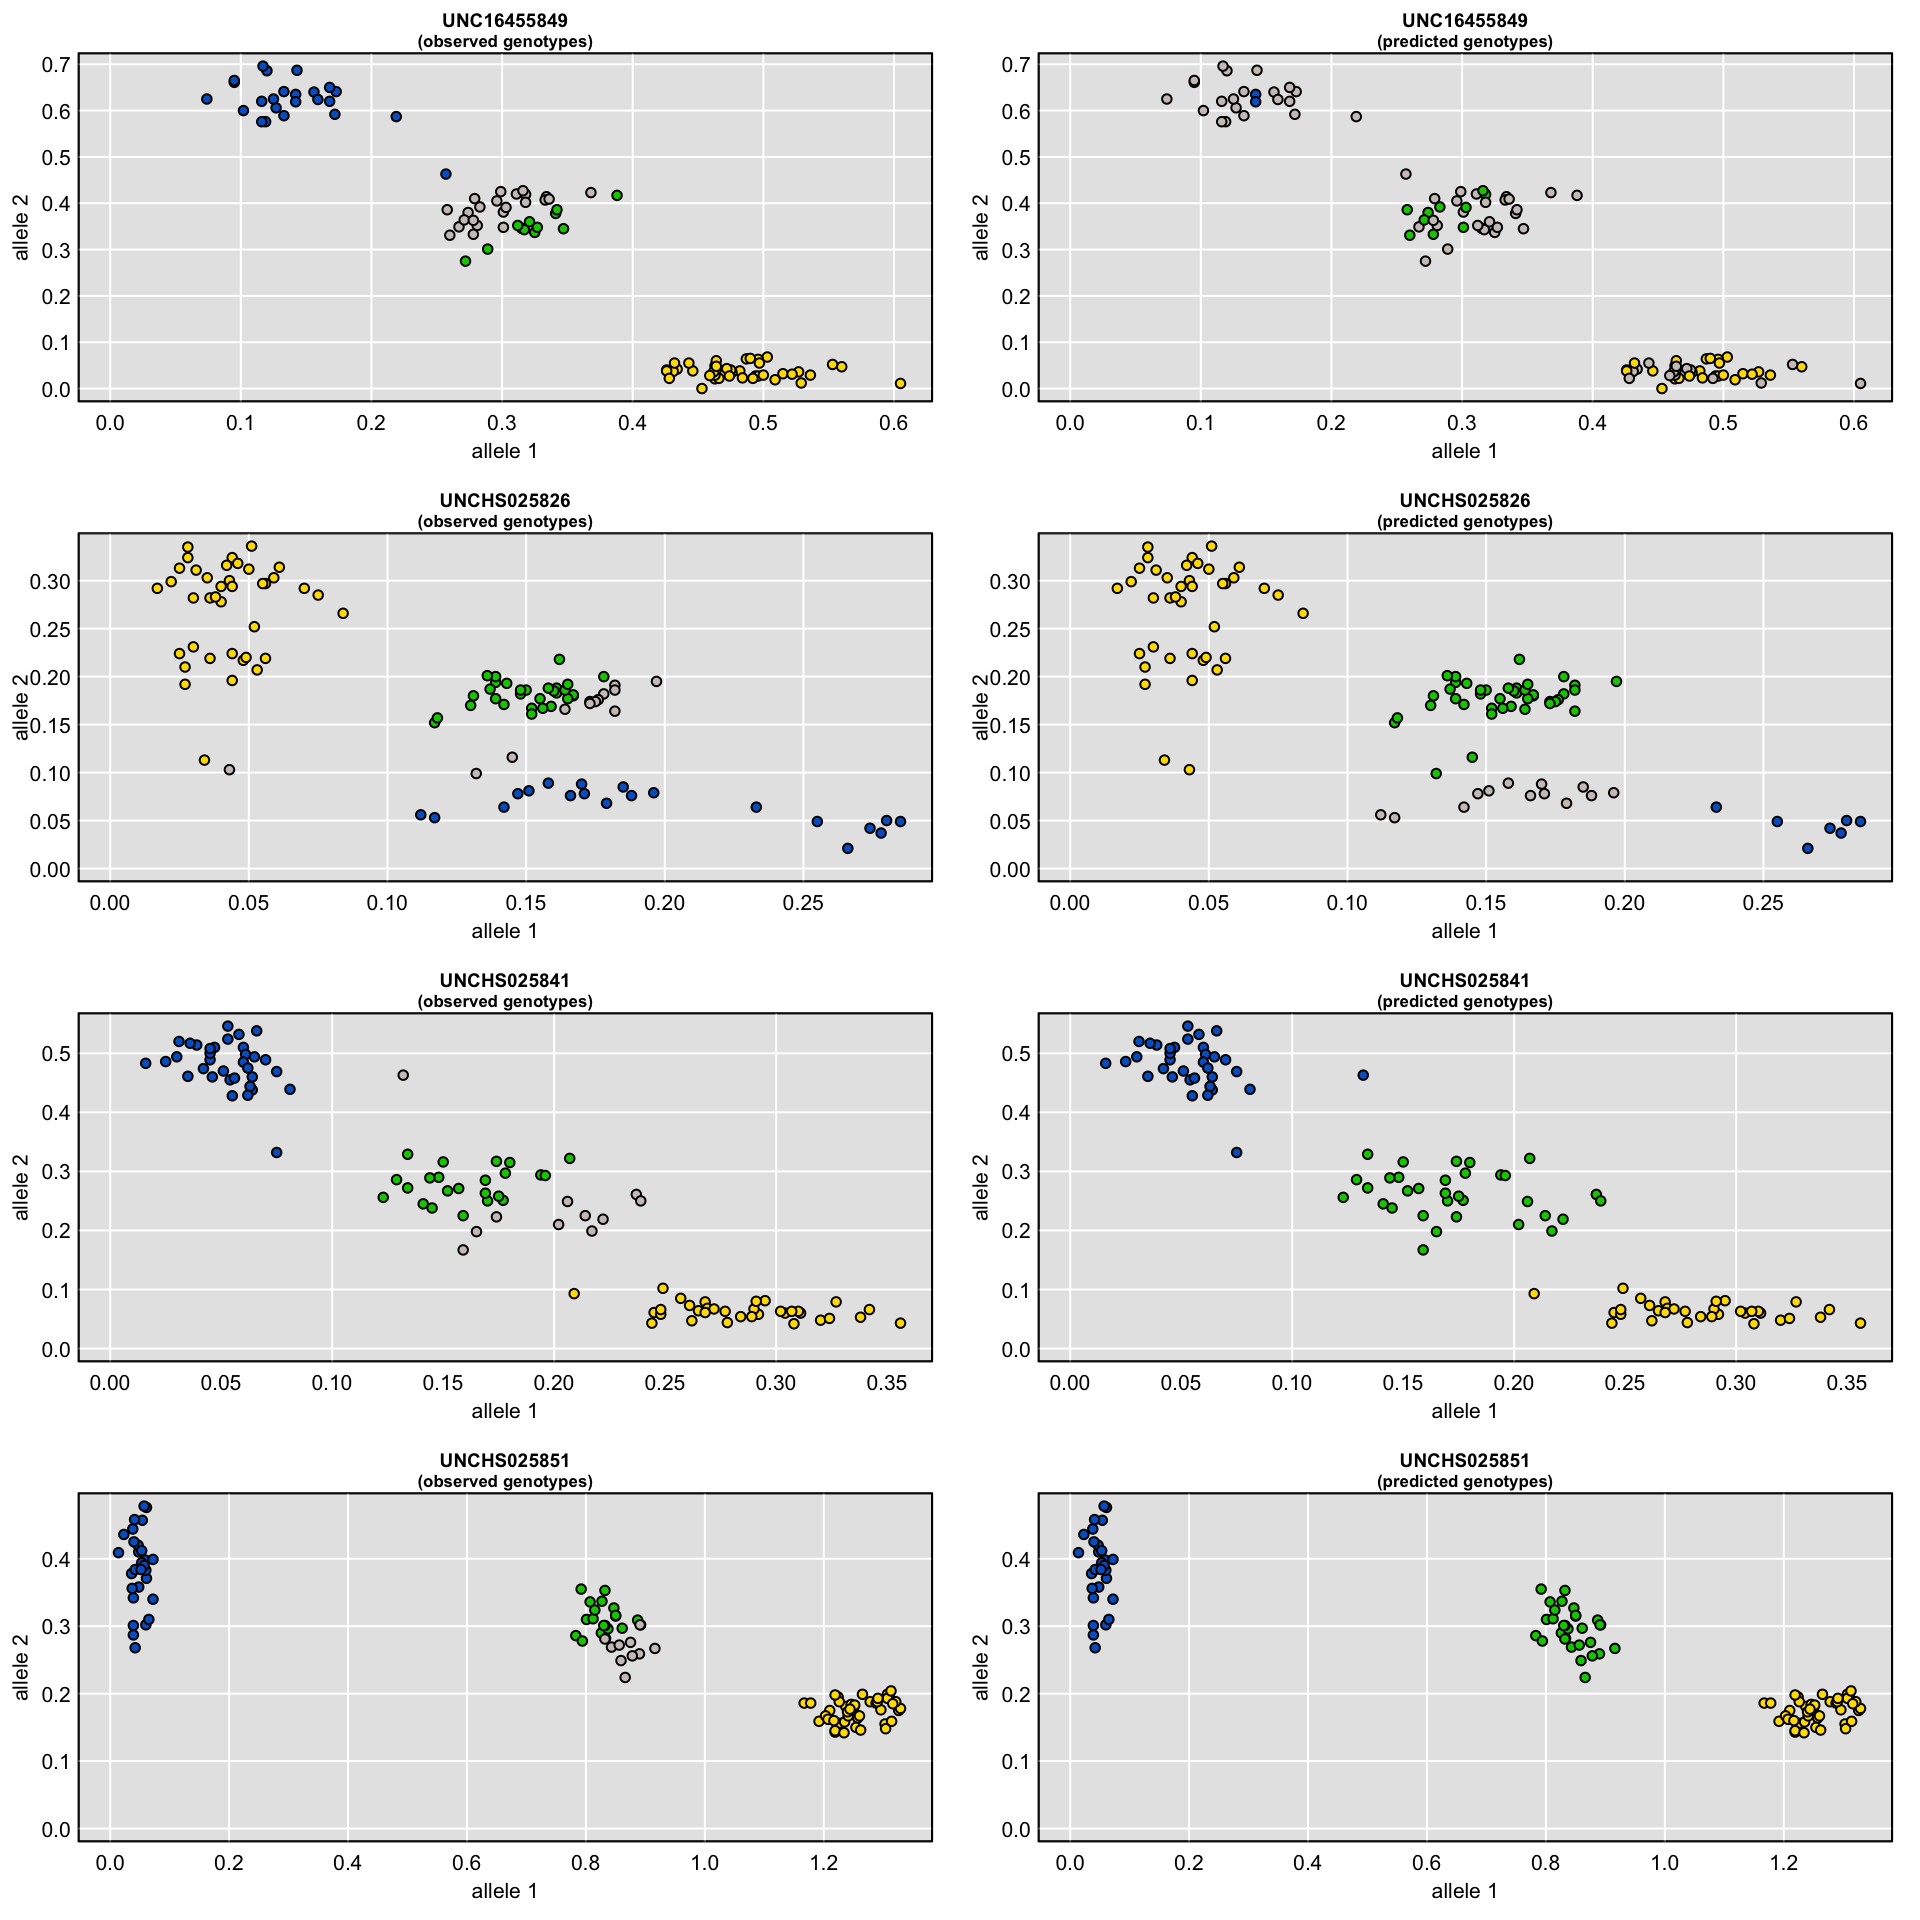 UNC16455849
(observed genotypes)
0.7
0.6
0.5
0.4
0.3
0.2
0.1
0.0
allele 2
0.0 0.1 0.2 0.3 0.4 0.5 0.6
allele 1
UNC16455849
(predicted genotypes)
0.7
0.6
0.5
0.4
0.3
0.2
0.1
0.0
allele 2
0.0 0.1 0.2 0.3 0.4 0.5 0.6
allele 1
UNCHS025826
(observed genotypes)
0.30
0.25
0.20
0.15
0.10
0.05
0.00
allele 2
0.00 0.05 0.10 0.15 0.20 0.25
allele 1
UNCHS025826
(predicted genotypes)
0.30
0.25
0.20
0.15
0.10
0.05
0.00
allele 2
0.00 0.05 0.10 0.15 0.20 0.25
allele 1
UNCHS025841
(observed genotypes)
0.5
0.4
0.3
0.2
0.1
0.0
allele 2
0.00 0.05 0.10 0.15 0.20 0.25 0.30 0.35
allele 1
UNCHS025841
(predicted genotypes)
0.5
0.4
0.3
0.2
0.1
0.0
allele 2
0.00 0.05 0.10 0.15 0.20 0.25 0.30 0.35
allele 1
UNCHS025851
(observed genotypes)
0.4
0.3
0.2
0.1
0.0
allele 2
0.0 0.2 0.4 0.6 0.8 1.0 1.2
allele 1
UNCHS025851
(predicted genotypes)
0.4
0.3
0.2
0.1
0.0
allele 2
0.0 0.2 0.4 0.6 0.8 1.0 1.2
allele 1